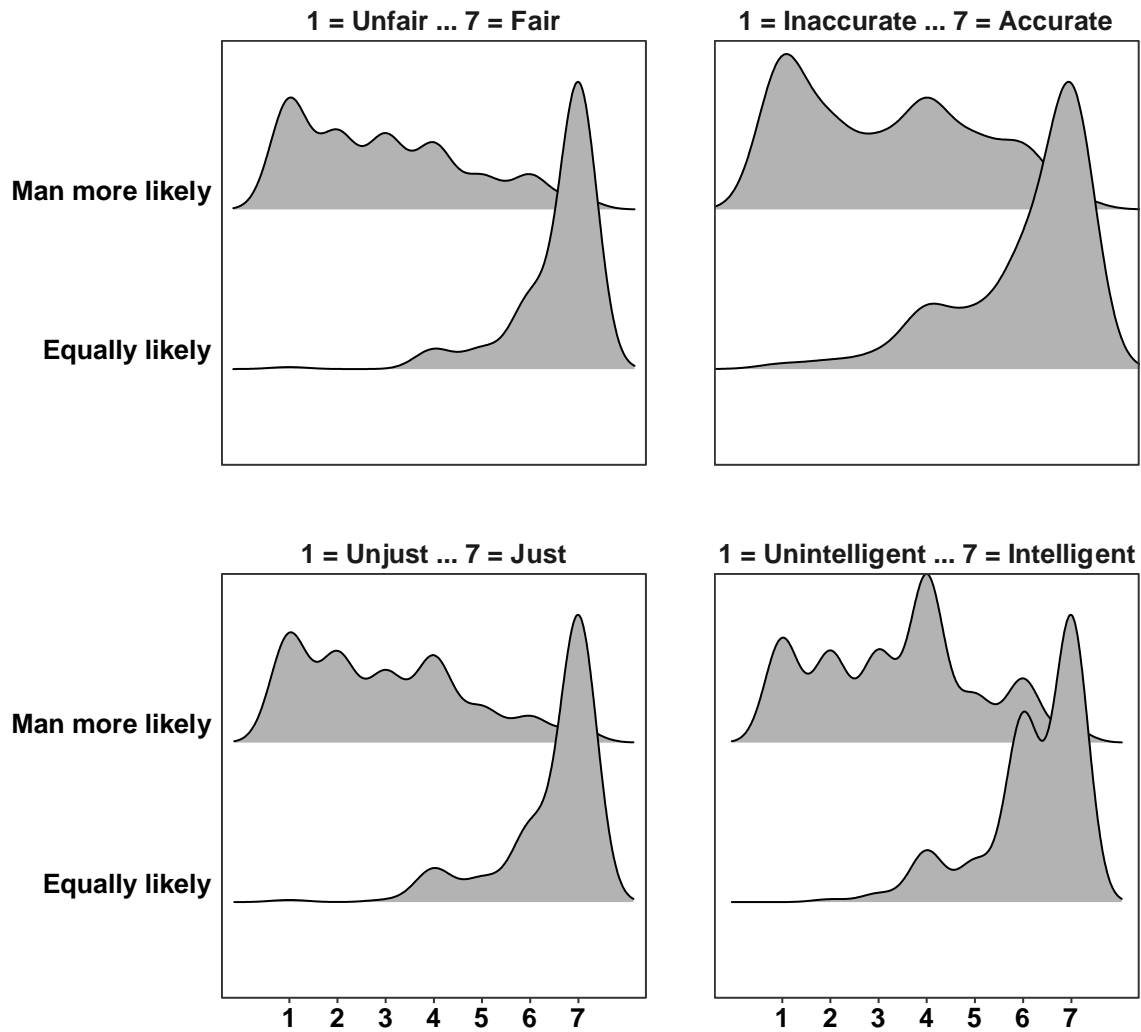 1 = Unfair ... 7 = Fair
1 = Inaccurate ... 7 = Accurate
Man more likely
Equally likely
1 = Unjust ... 7 = Just
1 = Unintelligent ... 7 = Intelligent
Man more likely
Equally likely
1 2 3 4 5 6 7
1 2 3 4 5 6 7